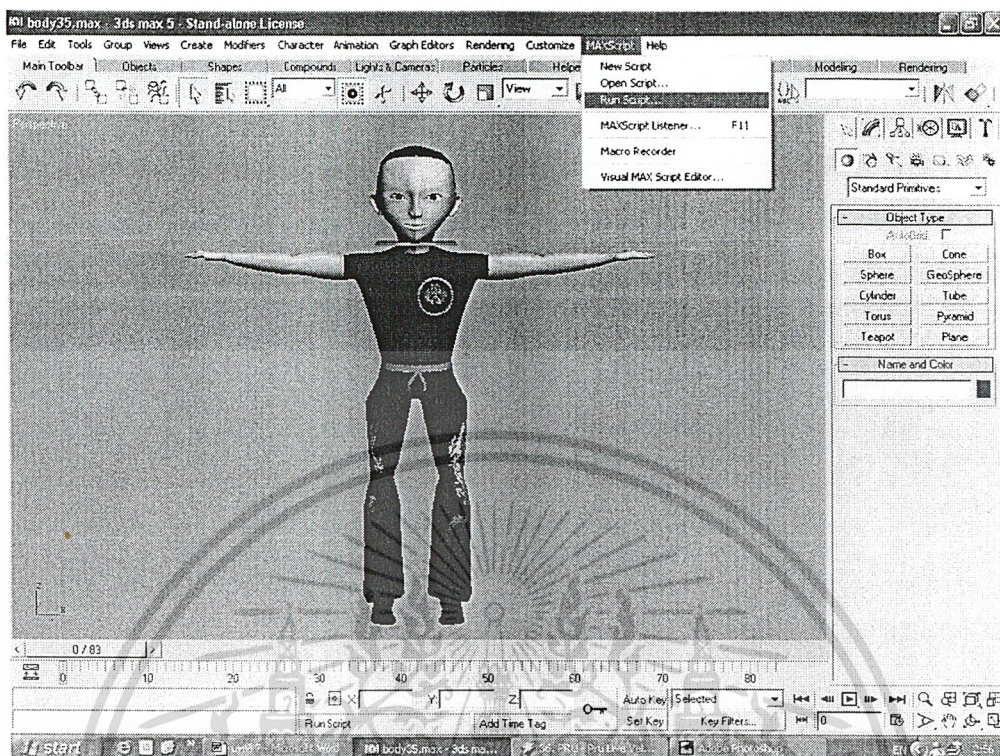 body35.max - 3ds max 5 - Stand-alone License
File Edit Tools Group Views Create Modifiers Character Animation Graph Editors Rendering Customize MAXScript Help
Main Toolbar Objects Shapes Compounds Lights & Cameras Particles Helpe Modeling Rendering
All View
New Script
Open Script...
Run Script...
MAXScript Listener... F11
Macro Recorder
Visual MAX Script Editor...
Perspective
Standard Primitives
- Object Type
AutoGrid
Box Cone
Sphere GeoSphere
Cylinder Tube
Torus Pyramid
Teapot Plane
- Name and Color
z
x
< 0 / 83 >
0 10 20 30 40 50 60 70 80
X: Y: Z: Auto Key Selected
Run Script Add Time Tag Set Key Key Filters... 0
start Microsoft Word body35.max - 3ds ma... Adobe Photoshop